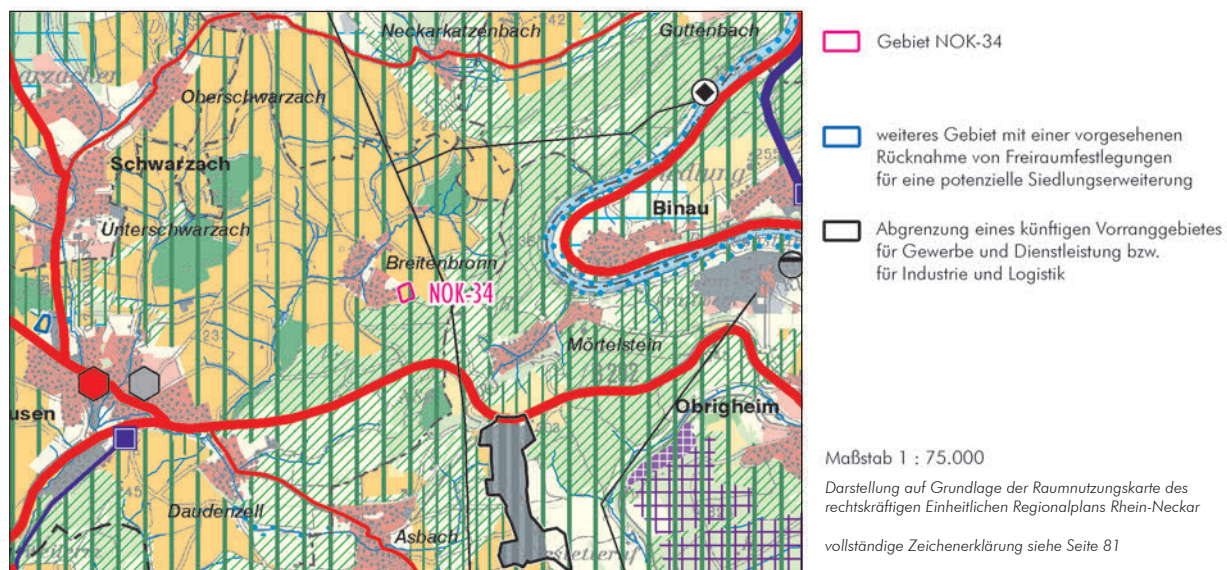 Neckarkatzenbach
Guttenbach
Oberschwarzach
Schwarzach
Unterschwarzach
Binau
Breitenbronn
NOK-34
Mörtelstein
usen
Obrigheim
Daudenzell
Asbach
Gebiet NOK-34
weiteres Gebiet mit einer vorgesehenen
Rücknahme von Freiraumfestlegungen
für eine potenzielle Siedlungserweiterung
Abgrenzung eines künftigen Vorranggebietes
für Gewerbe und Dienstleistung bzw.
für Industrie und Logistik
Maßstab 1 : 75.000
Darstellung auf Grundlage der Raumnutzungskarte des
rechtskräftigen Einheitlichen Regionalplans Rhein-Neckar
vollständige Zeichenerklärung siehe Seite 81